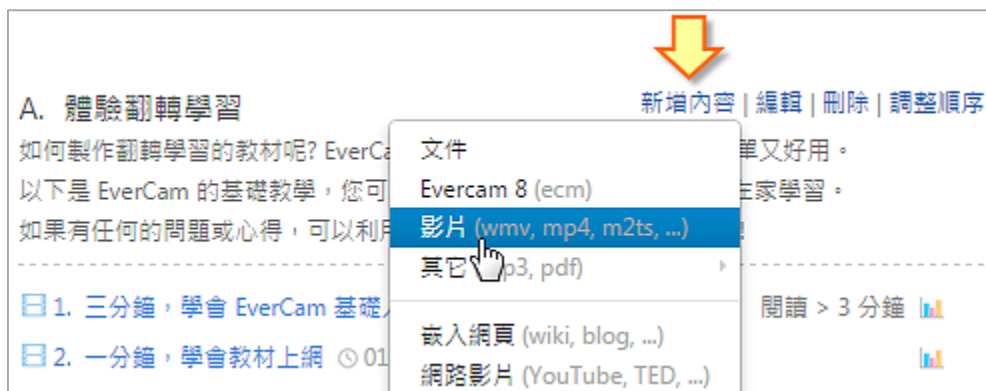 A. 體驗翻轉學習
新增內容 | 編輯 | 刪除 | 調整順序
如何製作翻轉學習的教材呢? EverCa
單又好用。
以下是 EverCam 的基礎教學，您可
在家學習。
如果有任何的問題或心得，可以利用
文件
Evercam 8 (ecm)
影片 (wmv, mp4, m2ts, ...)
其它 p3, pdf)
嵌入網頁 (wiki, blog, ...)
網路影片 (YouTube, TED, ...)
1. 三分鐘，學會 EverCam 基礎
閱讀 > 3 分鐘
2. 一分鐘，學會教材上網 01